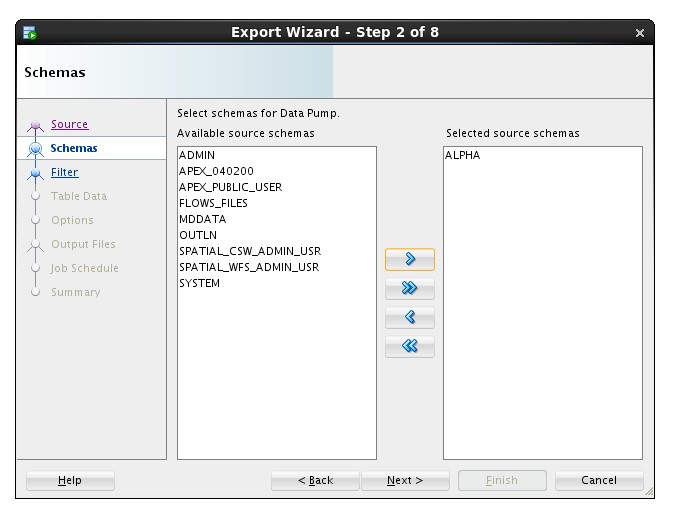 Export Wizard - Step 2 of 8
Schemas
Source
Schemas
Filter
Table Data
Options
Output Files
Job Schedule
Summary
Select schemas for Data Pump.
Available source schemas
ADMIN
APEX_040200
APEX_PUBLIC_USER
FLOWS_FILES
MDDATA
OUTLN
SPATIAL_CSW_ADMIN_USR
SPATIAL_WFS_ADMIN_USR
SYSTEM
Selected source schemas
ALPHA
Help
< Back
Next >
Finish
Cancel